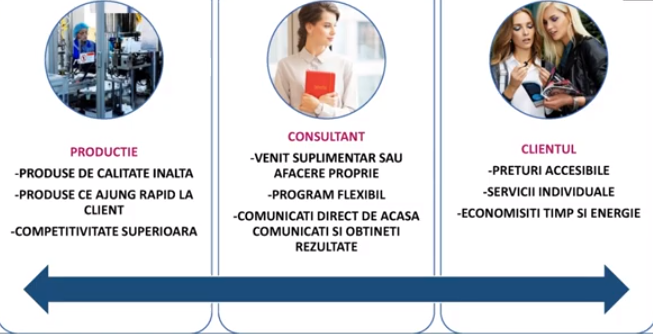 PRODUCTIE
-PRODUSE DE CALITATE INALTA
-PRODUSE CE AJUNG RAPID LA
CLIENT
-COMPETITIVITATE SUPERIOARA
CONSULTANT
-VENIT SUPLIMENTAR SAU
AFACERE PROPRIE
-PROGRAM FLEXIBIL
-COMUNICATI DIRECT DE ACASA
COMUNICATI SI OBTINETI
REZULTATE
CLIENTUL
-PRETURI ACCESIBILE
-SERVICII INDIVIDUALE
-ECONOMISITI TIMP SI ENERGIE